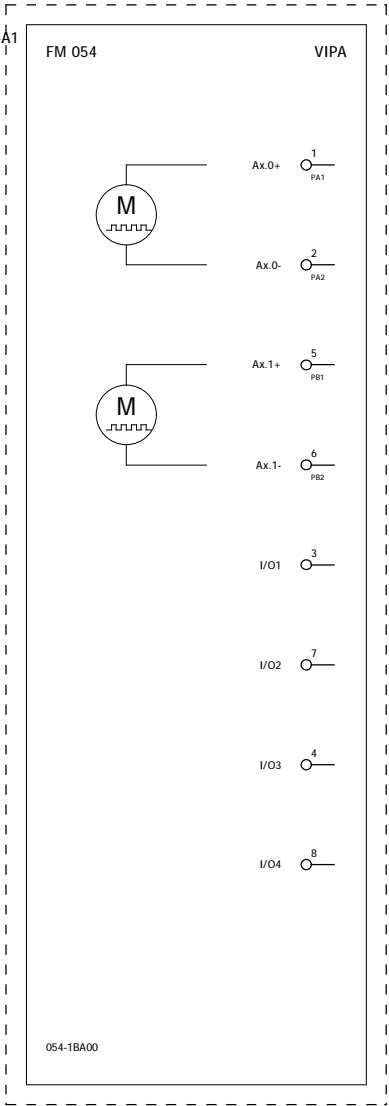 A1
FM 054 VIPA
1
Ax.0+
PA1
M
2
Ax.0-
PA2
5
Ax.1+
PB1
M
6
Ax.1-
PB2
3
I/O1
7
I/O2
4
I/O3
8
I/O4
054-1BA00